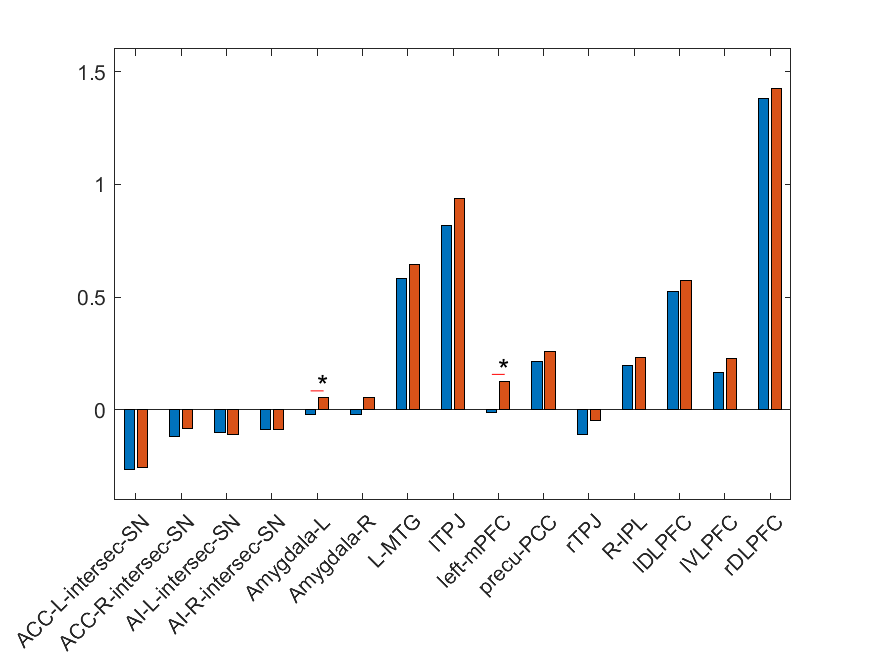 1.5
1
0.5
0
*
*
ACC-L-intersec-SN
ACC-R-intersec-SN
AI-L-intersec-SN
AI-R-intersec-SN
Amygdala-L
Amygdala-R
L-MTG
lTPJ
left-mPFC
precu-PCC
rTPJ
R-IPL
lDLPFC
lVLPFC
rDLPFC